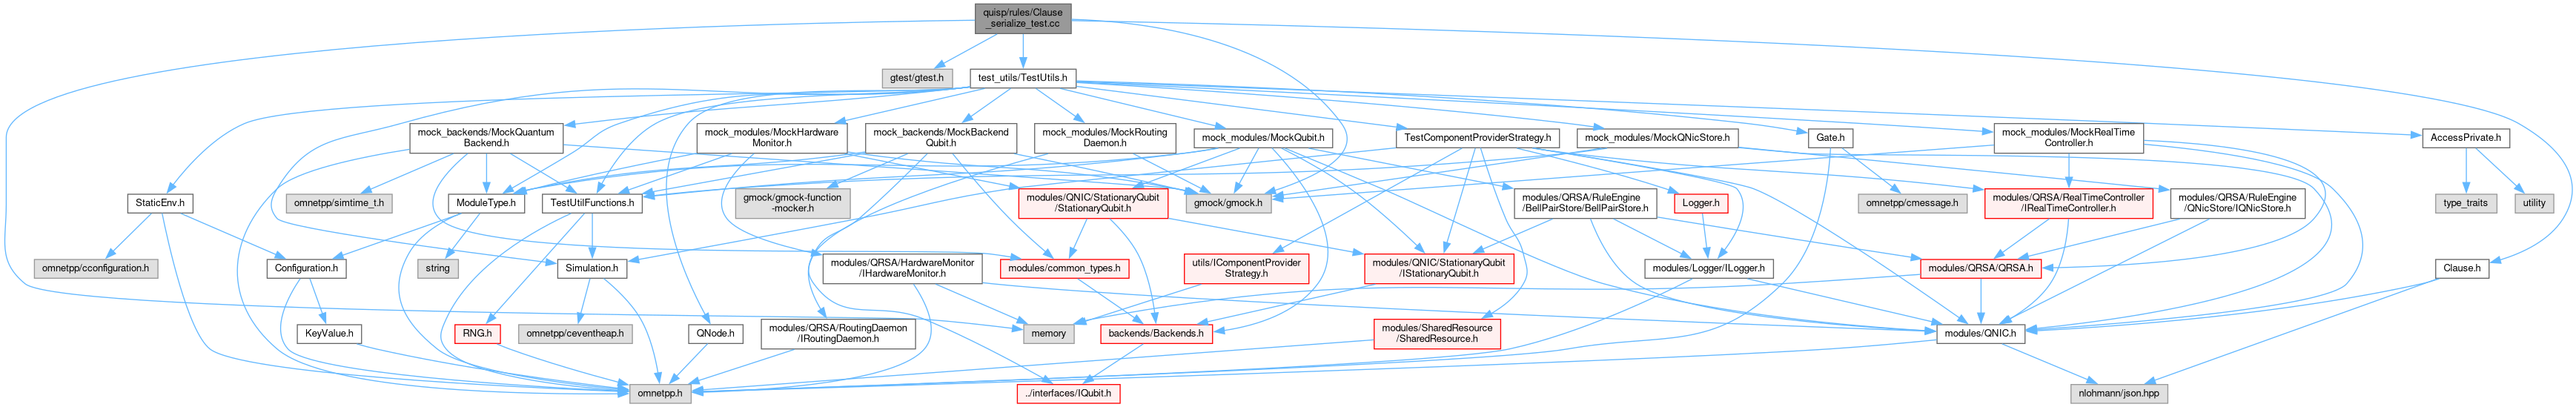 quisp/rules/Clause
_serialize_test.cc
gtest/gtest.h
test_utils/TestUtils.h
mock_backends/MockQuantum
Backend.h
mock_modules/MockHardware
Monitor.h
mock_backends/MockBackend
Qubit.h
mock_modules/MockRouting
Daemon.h
mock_modules/MockQubit.h
TestComponentProviderStrategy.h
mock_modules/MockQNicStore.h
Gate.h
mock_modules/MockRealTime
Controller.h
AccessPrivate.h
StaticEnv.h
omnetpp/simtime_t.h
ModuleType.h
TestUtilFunctions.h
gmock/gmock-function
-mocker.h
modules/QNIC/StationaryQubit
/StationaryQubit.h
gmock/gmock.h
modules/QRSA/RuleEngine
/BellPairStore/BellPairStore.h
Logger.h
omnetpp/cmessage.h
modules/QRSA/RealTimeController
/IRealTimeController.h
modules/QRSA/RuleEngine
/QNicStore/IQNicStore.h
type_traits
utility
omnetpp/cconfiguration.h
Configuration.h
string
Simulation.h
modules/QRSA/HardwareMonitor
/IHardwareMonitor.h
modules/common_types.h
utils/IComponentProvider
Strategy.h
modules/QNIC/StationaryQubit
/IStationaryQubit.h
modules/Logger/ILogger.h
modules/QRSA/QRSA.h
Clause.h
KeyValue.h
RNG.h
omnetpp/ceventheap.h
QNode.h
modules/QRSA/RoutingDaemon
/IRoutingDaemon.h
memory
backends/Backends.h
modules/SharedResource
/SharedResource.h
modules/QNIC.h
omnetpp.h
../interfaces/IQubit.h
nlohmann/json.hpp